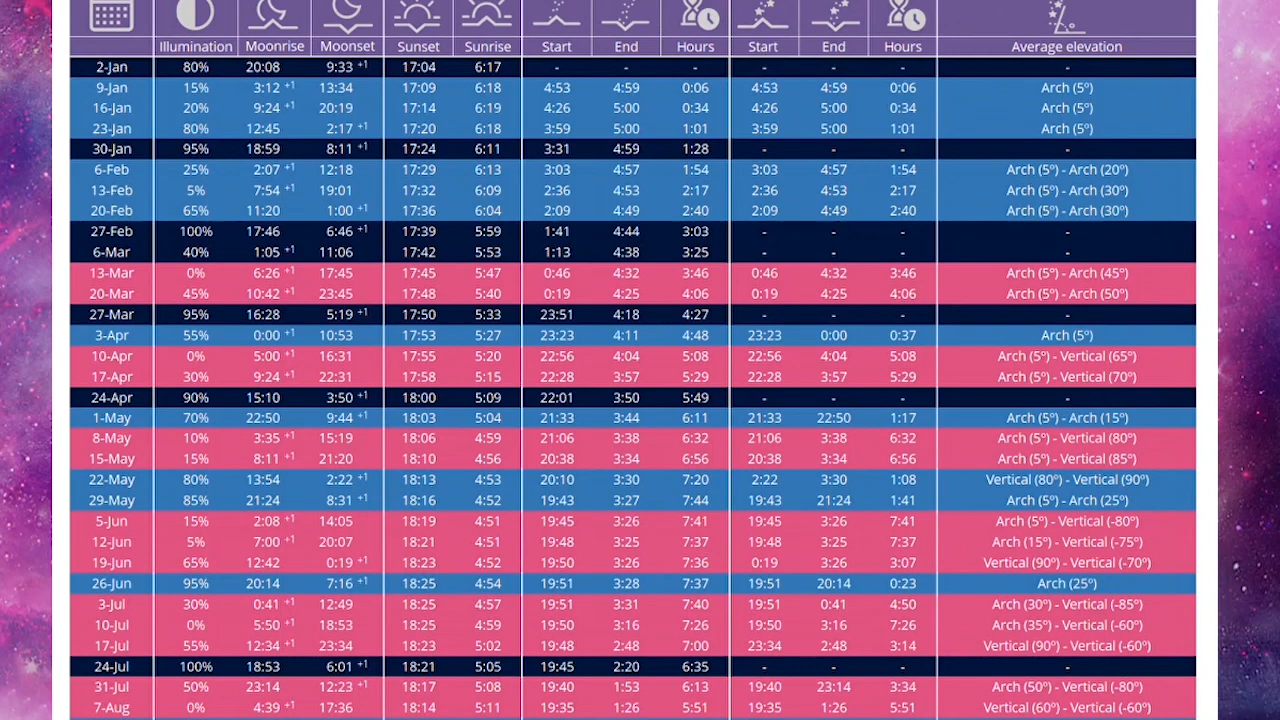 Illumination Moonrise Moonset Sunset Sunrise Start End Hours Start End Hours Average elevation
2-Jan 80% 20:08 9:33 +1 17:04 6:17 - - - - - - -
9-Jan 15% 3:12 +1 13:34 17:09 6:18 4:53 4:59 0:06 4:53 4:59 0:06 Arch (5º)
16-Jan 20% 9:24 +1 20:19 17:14 6:19 4:26 5:00 0:34 4:26 5:00 0:34 Arch (5º)
23-Jan 80% 12:45 2:17 +1 17:20 6:18 3:59 5:00 1:01 3:59 5:00 1:01 Arch (5º)
30-Jan 95% 18:59 8:11 +1 17:24 6:11 3:31 4:59 1:28 - - - -
6-Feb 25% 2:07 +1 12:18 17:29 6:13 3:03 4:57 1:54 3:03 4:57 1:54 Arch (5º) - Arch (20º)
13-Feb 5% 7:54 +1 19:01 17:32 6:09 2:36 4:53 2:17 2:36 4:53 2:17 Arch (5º) - Arch (30º)
20-Feb 65% 11:20 1:00 +1 17:36 6:04 2:09 4:49 2:40 2:09 4:49 2:40 Arch (5º) - Arch (30º)
27-Feb 100% 17:46 6:46 +1 17:39 5:59 1:41 4:44 3:03 - - - -
6-Mar 40% 1:05 +1 11:06 17:42 5:53 1:13 4:38 3:25 - - - -
13-Mar 0% 6:26 +1 17:45 17:45 5:47 0:46 4:32 3:46 0:46 4:32 3:46 Arch (5º) - Arch (45º)
20-Mar 45% 10:42 +1 23:45 17:48 5:40 0:19 4:25 4:06 0:19 4:25 4:06 Arch (5º) - Arch (50º)
27-Mar 95% 16:28 5:19 +1 17:50 5:33 23:51 4:18 4:27 - - - -
3-Apr 55% 0:00 +1 10:53 17:53 5:27 23:23 4:11 4:48 23:23 0:00 0:37 Arch (5º)
10-Apr 0% 5:00 +1 16:31 17:55 5:20 22:56 4:04 5:08 22:56 4:04 5:08 Arch (5º) - Vertical (65º)
17-Apr 30% 9:24 +1 22:31 17:58 5:15 22:28 3:57 5:29 22:28 3:57 5:29 Arch (5º) - Vertical (70º)
24-Apr 90% 15:10 3:50 +1 18:00 5:09 22:01 3:50 5:49 - - - -
1-May 70% 22:50 9:44 +1 18:03 5:04 21:33 3:44 6:11 21:33 22:50 1:17 Arch (5º) - Arch (15º)
8-May 10% 3:35 +1 15:19 18:06 4:59 21:06 3:38 6:32 21:06 3:38 6:32 Arch (5º) - Vertical (80º)
15-May 15% 8:11 +1 21:20 18:10 4:56 20:38 3:34 6:56 20:38 3:34 6:56 Arch (5º) - Vertical (85º)
22-May 80% 13:54 2:22 +1 18:13 4:53 20:10 3:30 7:20 2:22 3:30 1:08 Vertical (80º) - Vertical (90º)
29-May 85% 21:24 8:31 +1 18:16 4:52 19:43 3:27 7:44 19:43 21:24 1:41 Arch (5º) - Arch (25º)
5-Jun 15% 2:08 +1 14:05 18:19 4:51 19:45 3:26 7:41 19:45 3:26 7:41 Arch (5º) - Vertical (-80º)
12-Jun 5% 7:00 +1 20:07 18:21 4:51 19:48 3:25 7:37 19:48 3:25 7:37 Arch (15º) - Vertical (-75º)
19-Jun 65% 12:42 0:19 +1 18:23 4:52 19:50 3:26 7:36 0:19 3:26 3:07 Vertical (90º) - Vertical (-70º)
26-Jun 95% 20:14 7:16 +1 18:25 4:54 19:51 3:28 7:37 19:51 20:14 0:23 Arch (25º)
3-Jul 30% 0:41 +1 12:49 18:25 4:57 19:51 3:31 7:40 19:51 0:41 4:50 Arch (30º) - Vertical (-85º)
10-Jul 0% 5:50 +1 18:53 18:25 4:59 19:50 3:16 7:26 19:50 3:16 7:26 Arch (35º) - Vertical (-60º)
17-Jul 55% 12:34 +1 23:34 18:23 5:02 19:48 2:48 7:00 23:34 2:48 3:14 Vertical (90º) - Vertical (-60º)
24-Jul 100% 18:53 6:01 +1 18:21 5:05 19:45 2:20 6:35 - - - -
31-Jul 50% 23:14 12:23 +1 18:17 5:08 19:40 1:53 6:13 19:40 23:14 3:34 Arch (50º) - Vertical (-80º)
7-Aug 0% 4:39 +1 17:36 18:14 5:11 19:35 1:26 5:51 19:35 1:26 5:51 Vertical (60º) - Vertical (-60º)